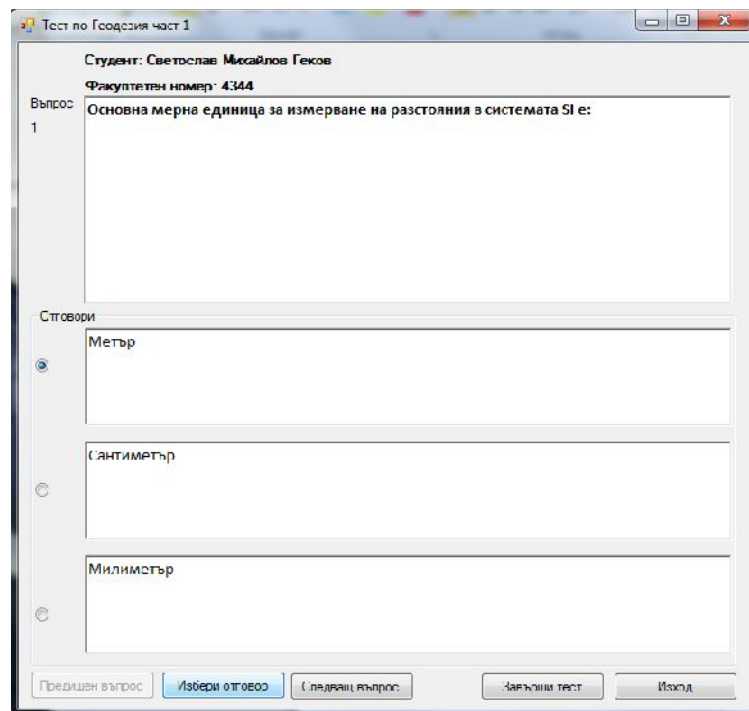 Тест по Геодезия част 1
Студент: Светослав Михайлов Геков
Факултетен номер: 4344
Въпрос
1
Основна мерна единица за измерване на разстояния в системата SI е:
Отговори
Метър
Сантиметър
Милиметър
Предишен въпрос Избери отговор Следващ въпрос Завърши тест Изход